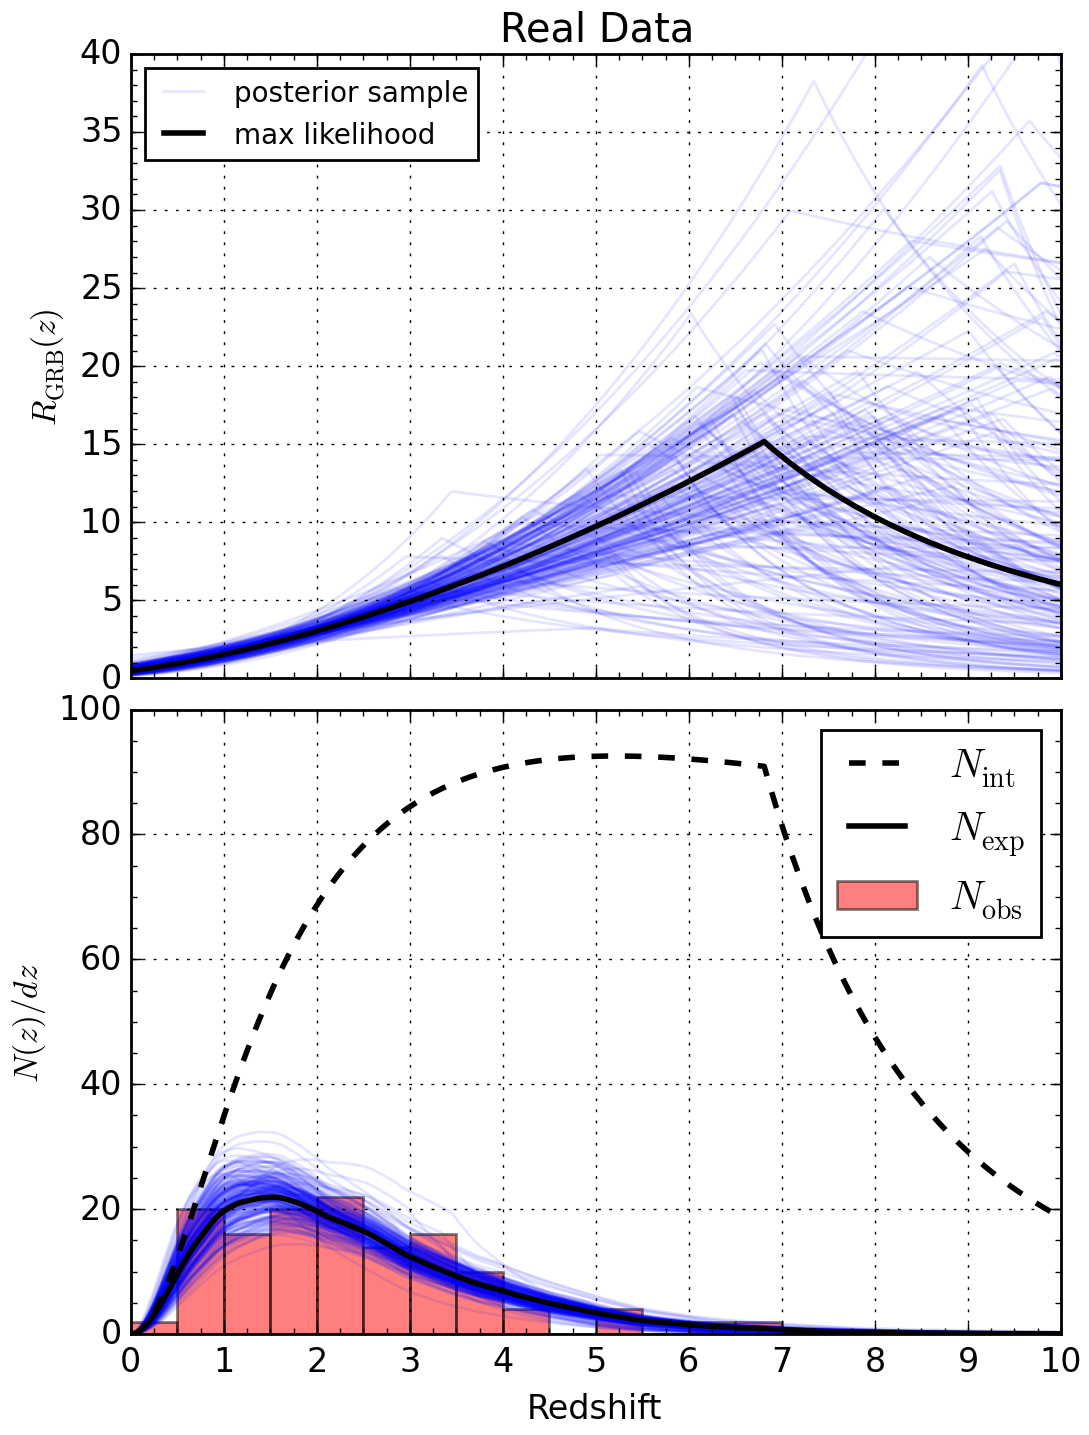 Real Data
40
35
30
25
20
15
10
5
0
R_GRB(z)
posterior sample
max likelihood
100
80
60
40
20
0
N(z)/dz
N_int
N_exp
N_obs
0 1 2 3 4 5 6 7 8 9 10
Redshift